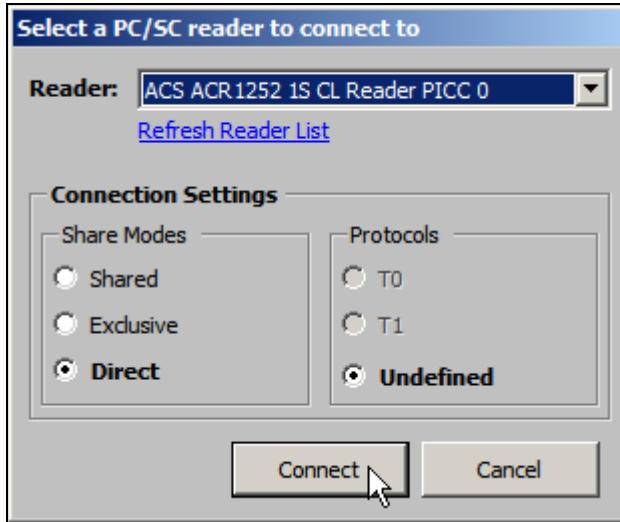 Select a PC/SC reader to connect to
Reader: ACS ACR1252 1S CL Reader PICC 0
Refresh Reader List
Connection Settings
Share Modes
Protocols
Shared
T0
Exclusive
T1
Direct
Undefined
Connect
Cancel